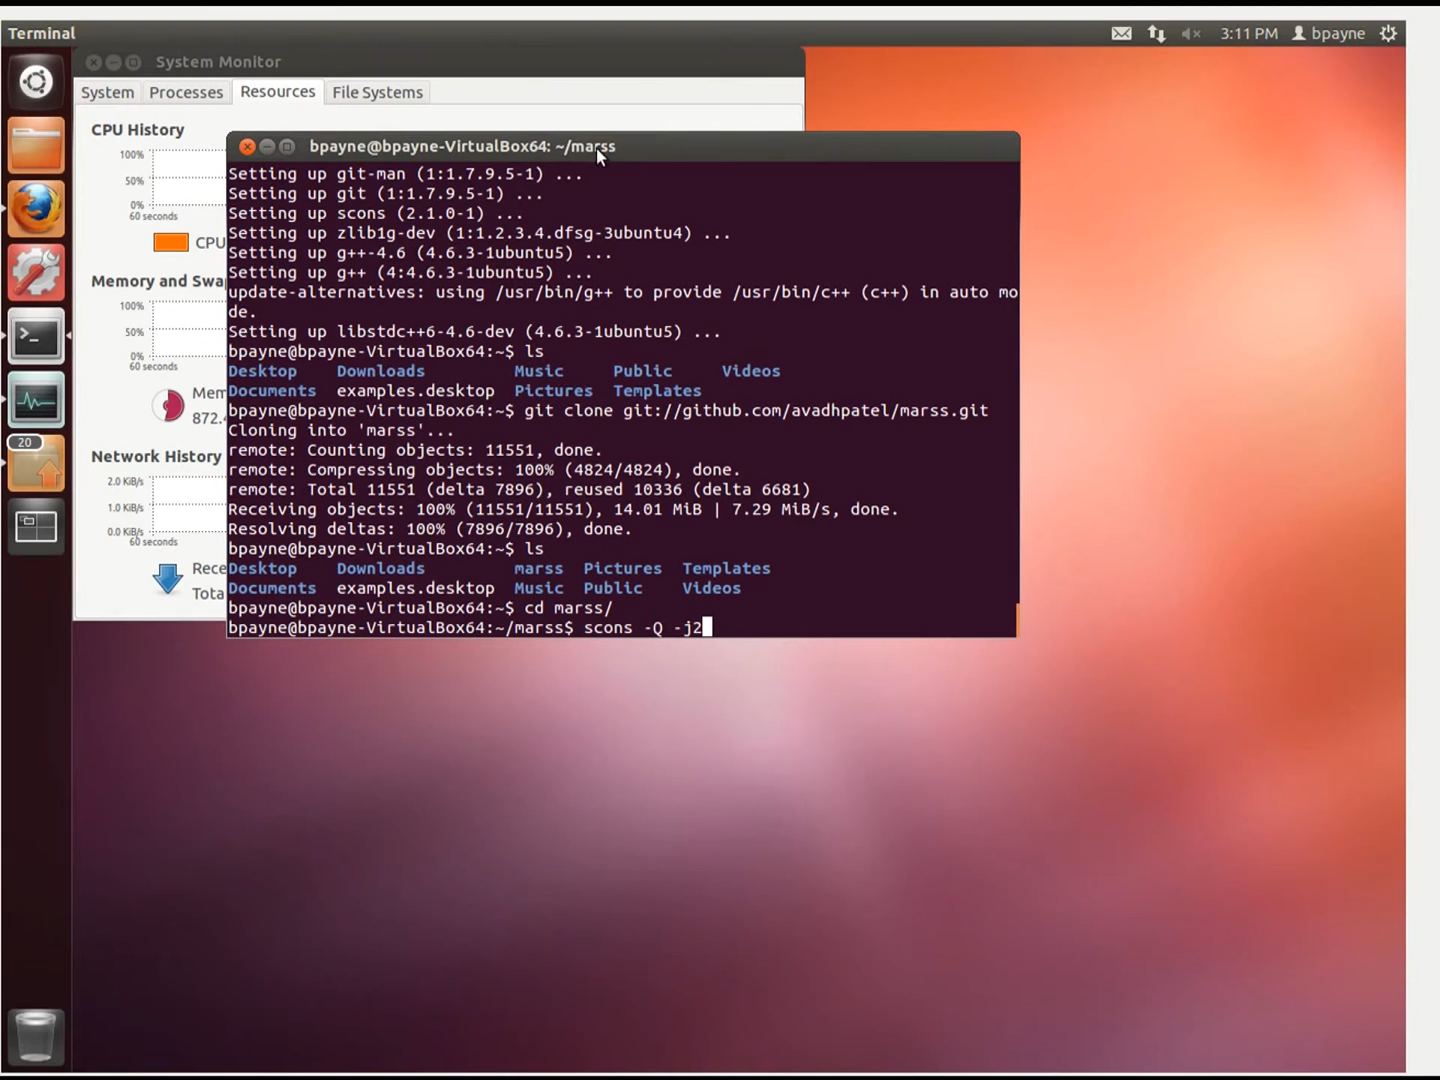 Terminal
3:11 PM
bpayne
System Monitor
System
Processes
Resources
File Systems
CPU History
100%
50%
0%
60 seconds
CPU
Memory and Swa
100%
50%
0%
60 seconds
Mem
872.
Network History
2.0 KiB/s
1.0 KiB/s
0.0 KiB/s
60 seconds
Rece
Tota
20
bpayne@bpayne-VirtualBox64: ~/marss
Setting up git-man (1:1.7.9.5-1) ...
Setting up git (1:1.7.9.5-1) ...
Setting up scons (2.1.0-1) ...
Setting up zlib1g-dev (1:1.2.3.4.dfsg-3ubuntu4) ...
Setting up g++-4.6 (4.6.3-1ubuntu5) ...
Setting up g++ (4:4.6.3-1ubuntu5) ...
update-alternatives: using /usr/bin/g++ to provide /usr/bin/c++ (c++) in auto mo
de.
Setting up libstdc++6-4.6-dev (4.6.3-1ubuntu5) ...
bpayne@bpayne-VirtualBox64:~$ ls
Desktop Downloads Music Public Videos
Documents examples.desktop Pictures Templates
bpayne@bpayne-VirtualBox64:~$ git clone git://github.com/avadhpatel/marss.git
Cloning into 'marss'...
remote: Counting objects: 11551, done.
remote: Compressing objects: 100% (4824/4824), done.
remote: Total 11551 (delta 7896), reused 10336 (delta 6681)
Receiving objects: 100% (11551/11551), 14.01 MiB | 7.29 MiB/s, done.
Resolving deltas: 100% (7896/7896), done.
bpayne@bpayne-VirtualBox64:~$ ls
Desktop Downloads marss Pictures Templates
Documents examples.desktop Music Public Videos
bpayne@bpayne-VirtualBox64:~$ cd marss/
bpayne@bpayne-VirtualBox64:~/marss$ scons -Q -j2